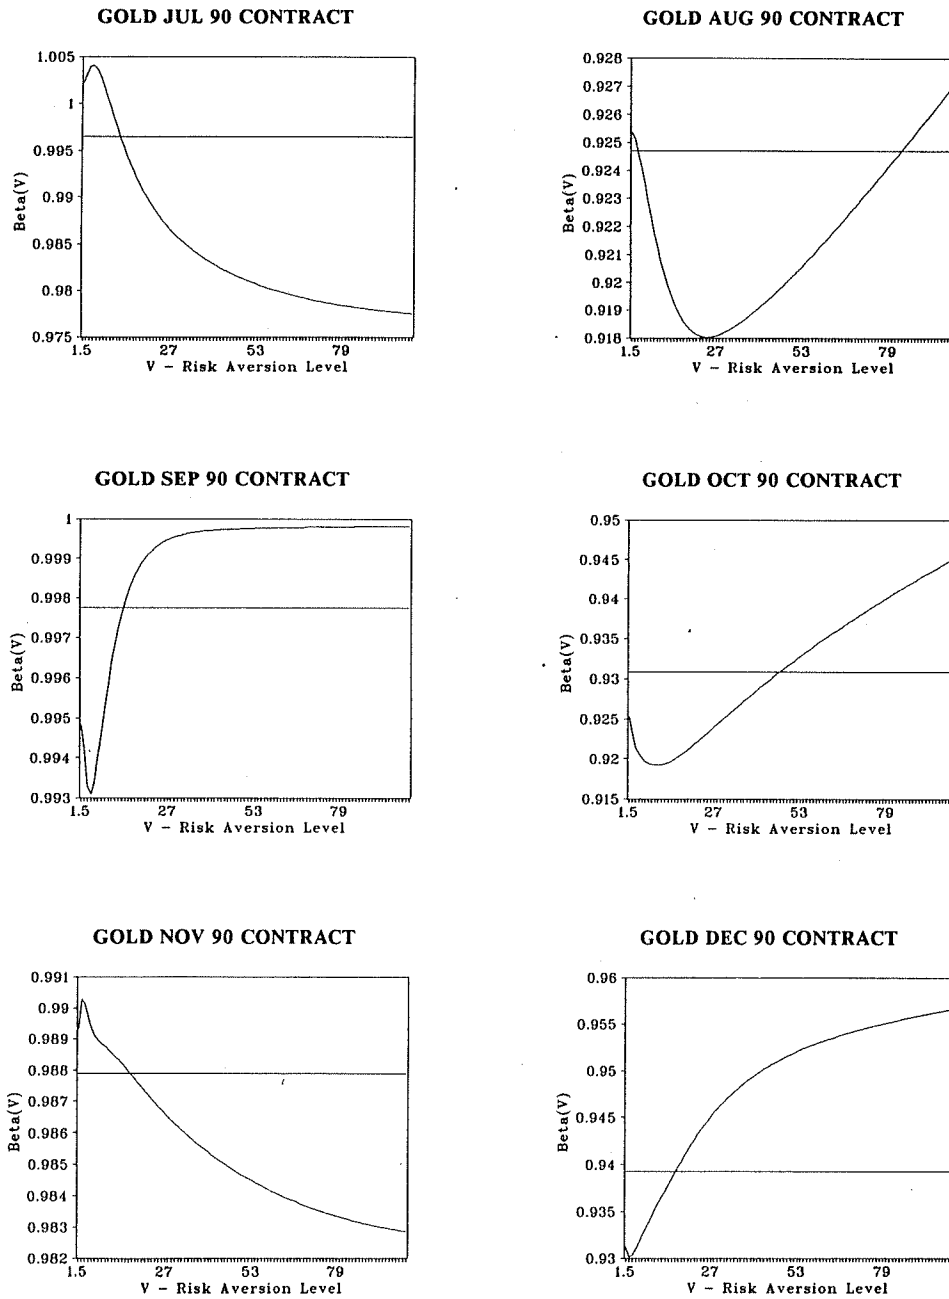 GOLD JUL 90 CONTRACT
1.005
1
0.995
0.99
0.985
0.98
0.975
Beta(V)
1.5 27 53 79
V - Risk Aversion Level
GOLD AUG 90 CONTRACT
0.928
0.927
0.926
0.925
0.924
0.923
0.922
0.921
0.92
0.919
0.918
Beta(V)
1.5 27 53 79
V - Risk Aversion Level
GOLD SEP 90 CONTRACT
1
0.999
0.998
0.997
0.996
0.995
0.994
0.993
Beta(V)
1.5 27 53 79
V - Risk Aversion Level
GOLD OCT 90 CONTRACT
0.95
0.945
0.94
0.935
0.93
0.925
0.92
0.915
Beta(V)
1.5 27 53 79
V - Risk Aversion Level
GOLD NOV 90 CONTRACT
0.991
0.99
0.989
0.988
0.987
0.986
0.985
0.984
0.983
0.982
Beta(V)
1.5 27 53 79
V - Risk Aversion Level
GOLD DEC 90 CONTRACT
0.96
0.955
0.95
0.945
0.94
0.935
0.93
Beta(V)
1.5 27 53 79
V - Risk Aversion Level